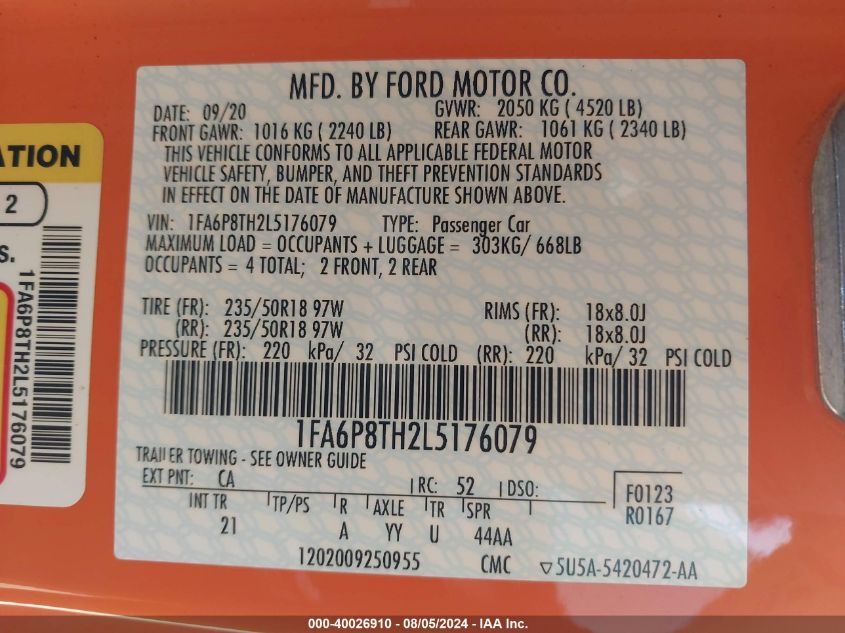 MFD. BY FORD MOTOR CO.
DATE: 09/20 GVWR: 2050 KG ( 4520 LB)
FRONT GAWR: 1016 KG ( 2240 LB) REAR GAWR: 1061 KG ( 2340 LB)
THIS VEHICLE CONFORMS TO ALL APPLICABLE FEDERAL MOTOR
VEHICLE SAFETY, BUMPER, AND THEFT PREVENTION STANDARDS
IN EFFECT ON THE DATE OF MANUFACTURE SHOWN ABOVE.
VIN: 1FA6P8TH2L5176079 TYPE: Passenger Car
MAXIMUM LOAD = OCCUPANTS + LUGGAGE = 303KG/ 668LB
OCCUPANTS = 4 TOTAL; 2 FRONT, 2 REAR
TIRE (FR): 235/50R18 97W RIMS (FR): 18x8.0J
(RR): 235/50R18 97W (RR): 18x8.0J
PRESSURE (FR): 220 kPa/ 32 PSI COLD (RR): 220 kPa/ 32 PSI COLD
1FA6P8TH2L5176079
TRAILER TOWING - SEE OWNER GUIDE
EXT PNT: CA RC: 52 DSO: F0123
R0167
INT TR TP/PS R AXLE TR SPR
21 A YY U 44AA
1202009250955 CMC ▽5U5A-5420472-AA
ATION
2
S.
1FA6P8TH2L5176079
000-40026910 - 08/05/2024 - IAA Inc.